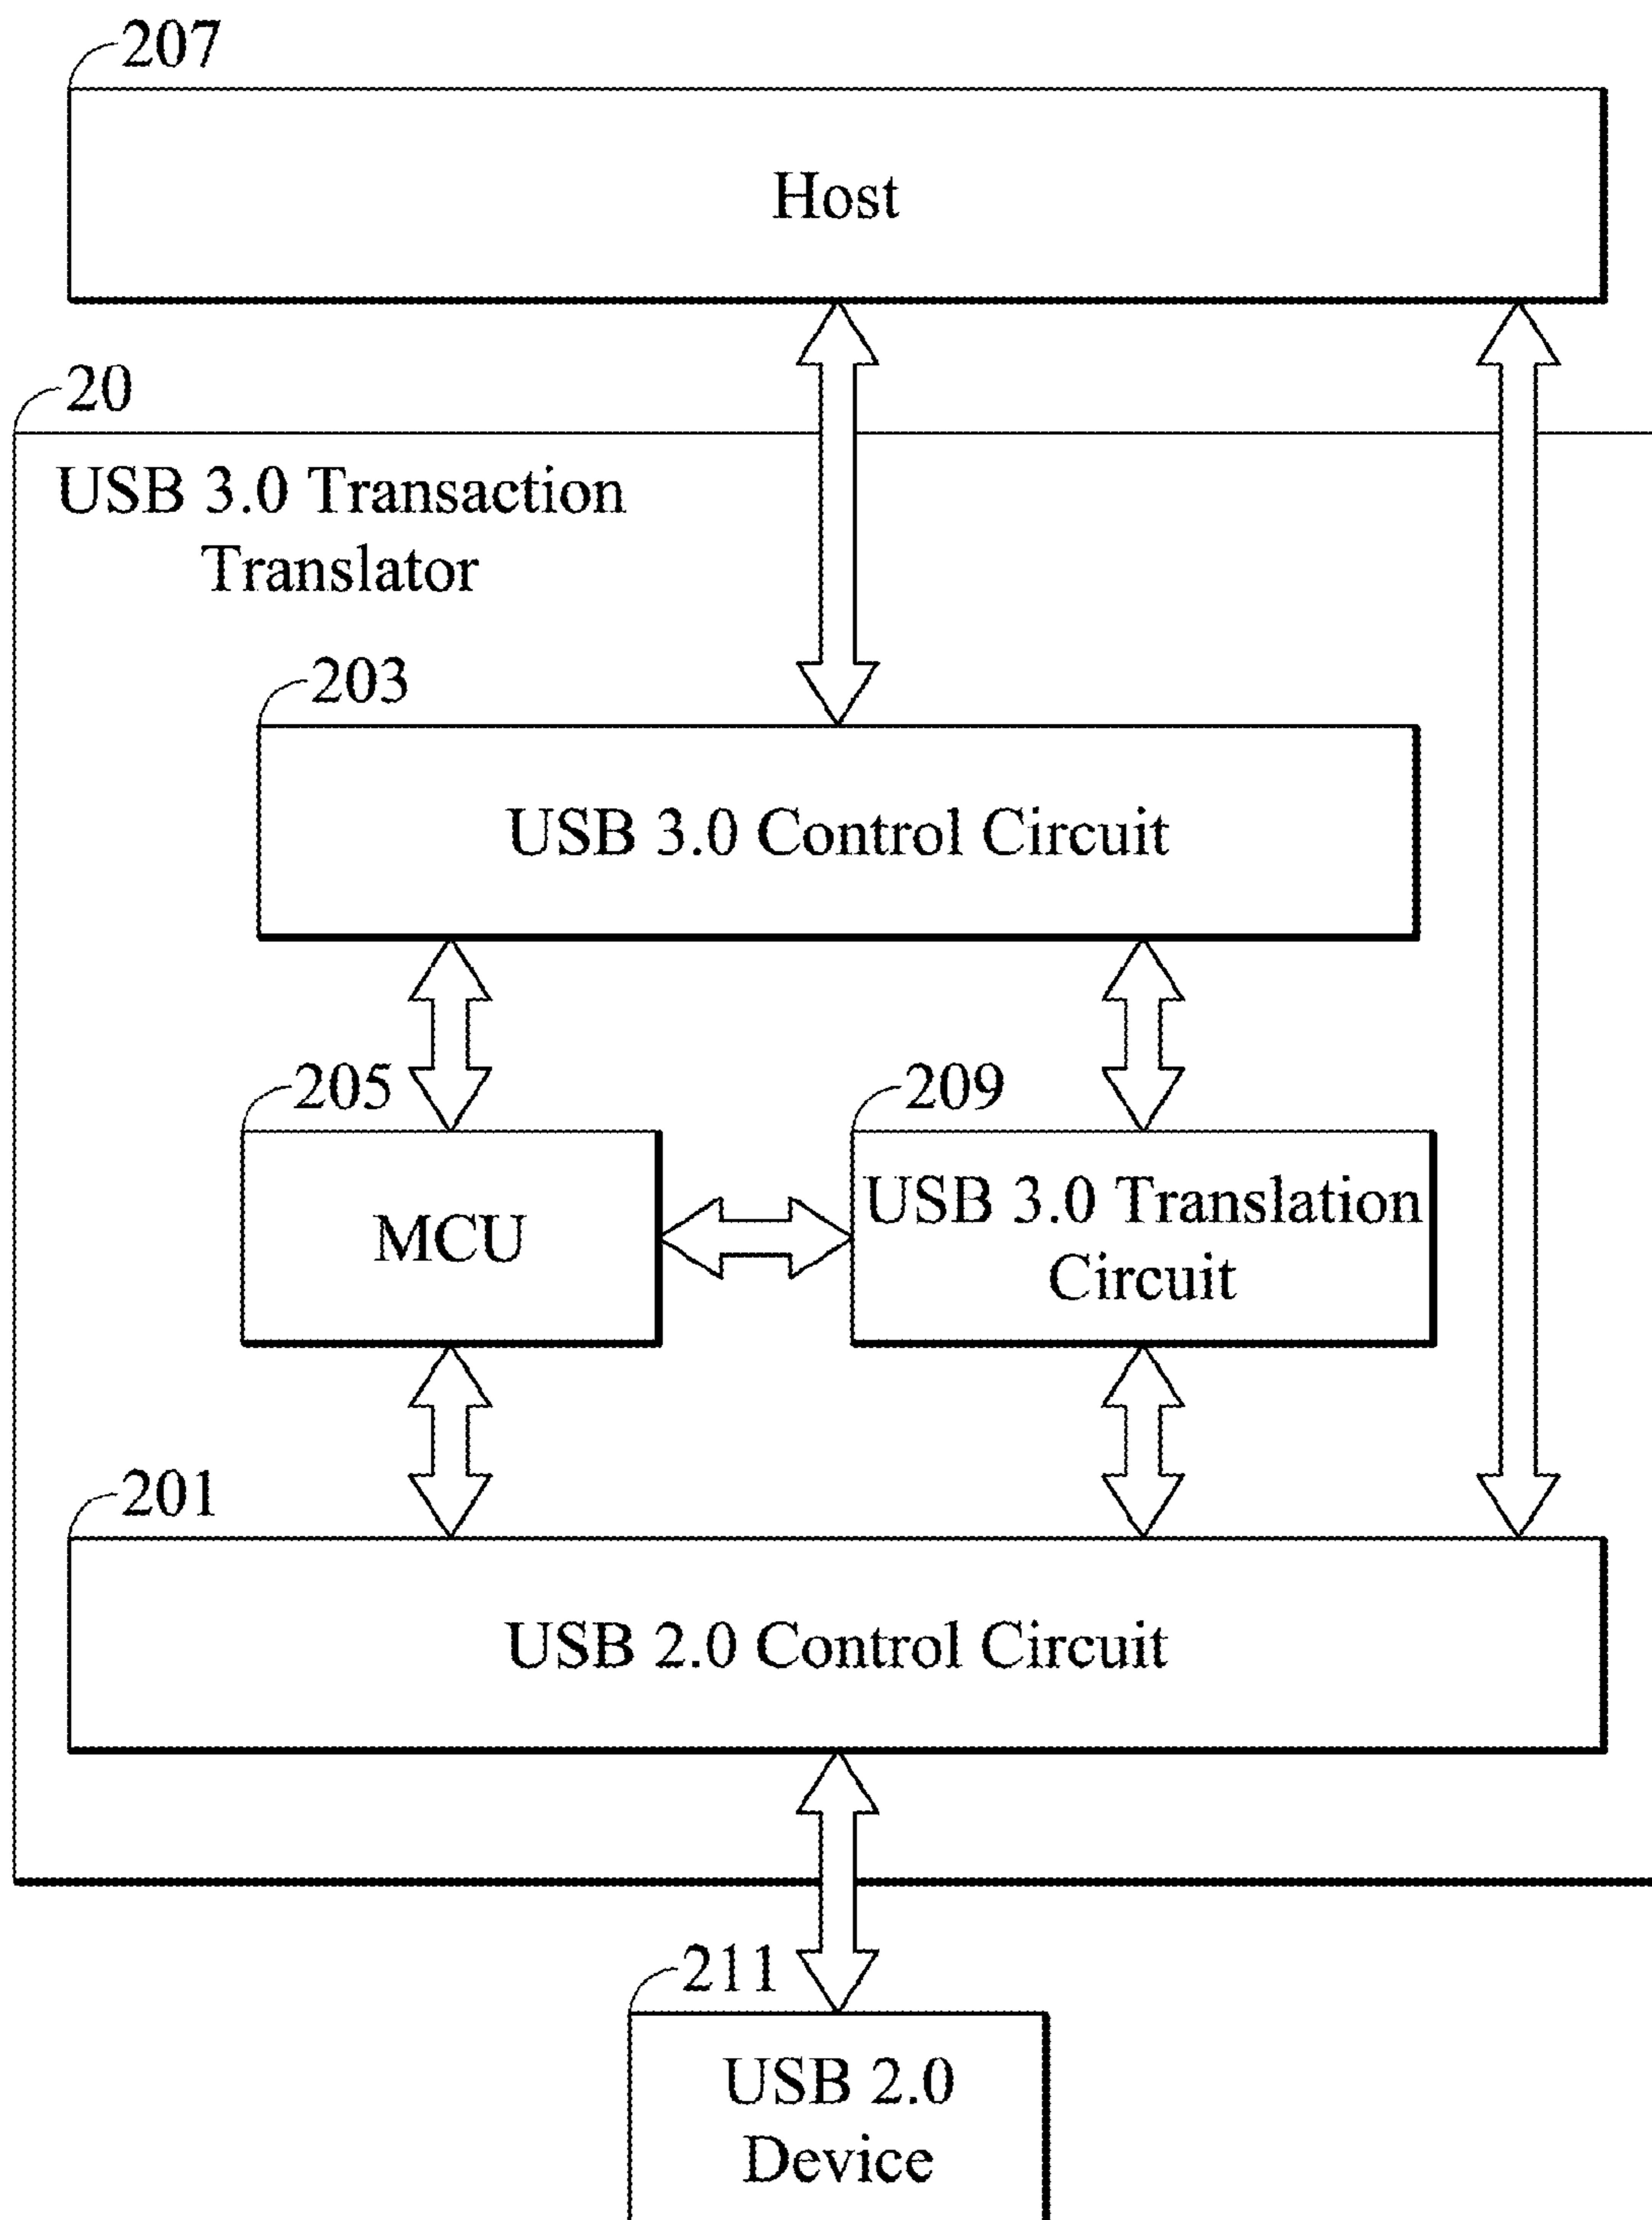 207
Host
20
USB 3.0 Transaction
Translator
203
USB 3.0 Control Circuit
205
209
MCU
USB 3.0 Translation
Circuit
201
USB 2.0 Control Circuit
211
USB 2.0
Device